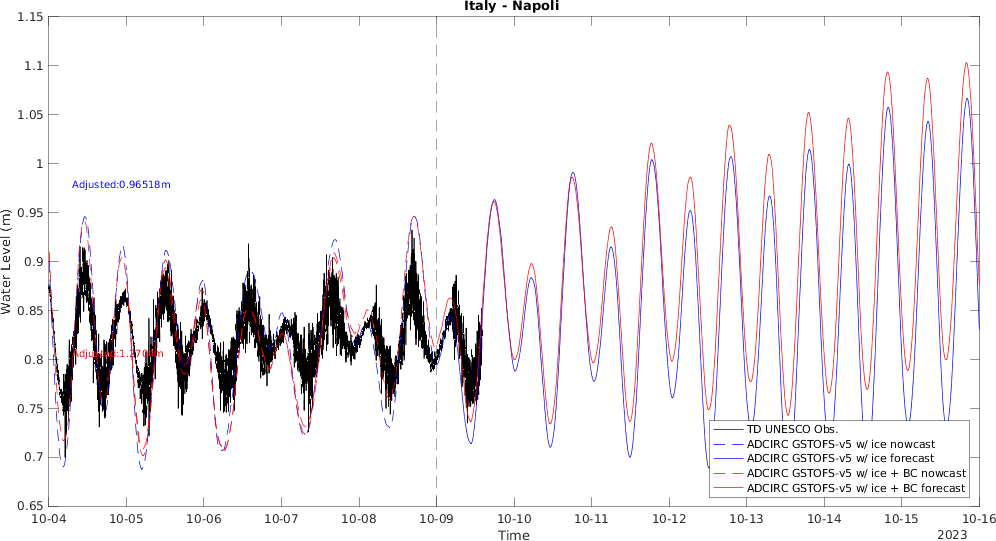 Italy - Napoli
1.15
1.1
1.05
1
0.95
0.9
0.85
0.8
0.75
0.7
0.65
Water Level (m)
Adjusted:0.96518m
TD UNESCO Obs.
ADCIRC GSTOFS-v5 w/ ice nowcast
ADCIRC GSTOFS-v5 w/ ice forecast
ADCIRC GSTOFS-v5 w/ ice + BC nowcast
ADCIRC GSTOFS-v5 w/ ice + BC forecast
10-04 10-05 10-06 10-07 10-08 10-09 10-10 10-11 10-12 10-13 10-14 10-15 10-16
Time
2023